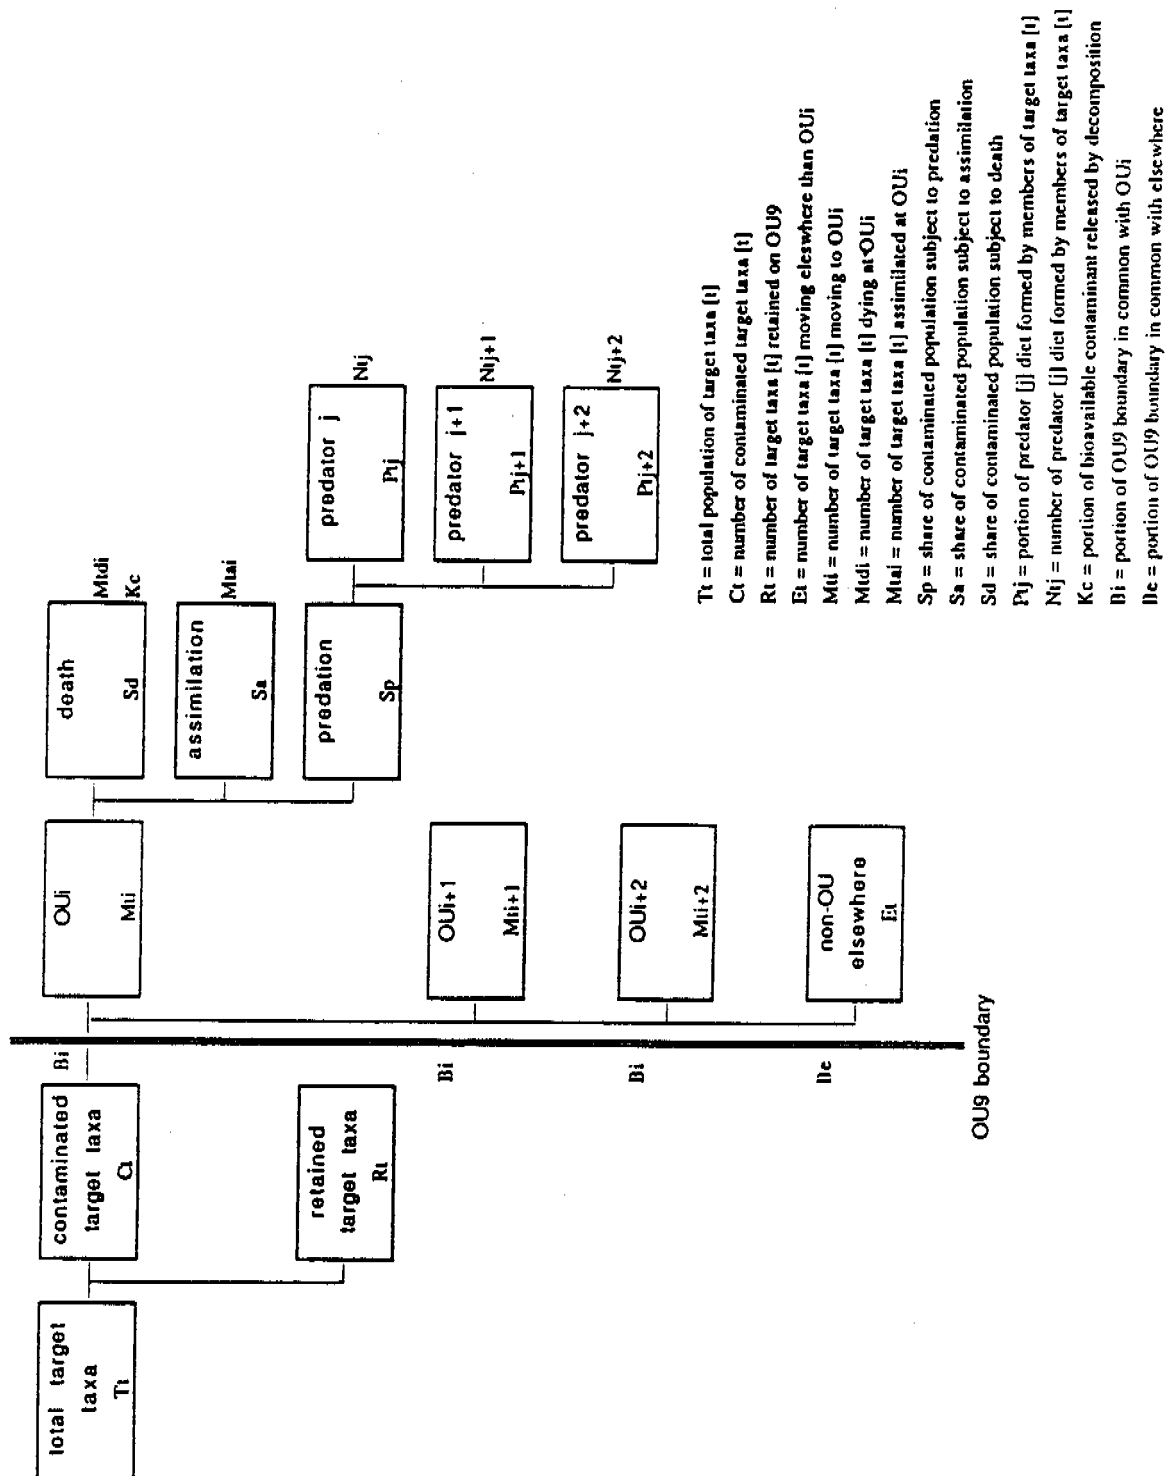 total target
taxa
Tt
contaminated
target taxa
Ct
retained
target taxa
Rt
Bi
Bi
Bi
Be
OU9 boundary
OUi
Mti
OUi+1
Mti+1
OUi+2
Mti+2
non-OU
elsewhere
Et
death
Sd
Mtdi
Kc
assimilation
Sa
Mtai
predation
Sp
predator j
Ptj
Ntj
predator j+1
Ptj+1
Ntj+1
predator j+2
Ptj+2
Ntj+2
Tt = total population of target taxa [t]
Ct = number of contaminated target taxa [t]
Rt = number of target taxa [t] retained on OU9
Et = number of target taxa [t] moving eleswhere than OUi
Mti = number of target taxa [t] moving to OUi
Mtdi = number of target taxa [t] dying at OUi
Mtai = number of target taxa [t] assimilated at OUi
Sp = share of contaminated population subject to predation
Sa = share of contaminated population subject to assimilation
Sd = share of contaminated population subject to death
Ptj = portion of predator [j] diet formed by members of target taxa [t]
Ntj = number of predator [j] diet formed by members of target taxa [t]
Kc = portion of bioavailable contaminant released by decomposition
Bi = portion of OU9 boundary in common with OUi
Be = portion of OU9 boundary in common with elsewhere